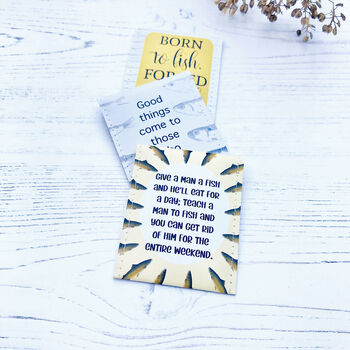 BORN
to fish,
FORCED
Good
things
come to
those
GIVE A MAN A FISH
AND HE'LL EAT FOR
A DAY; TEACH A
MAN TO FISH AND
YOU CAN GET RID
OF HIM FOR THE
ENTIRE WEEKEND.